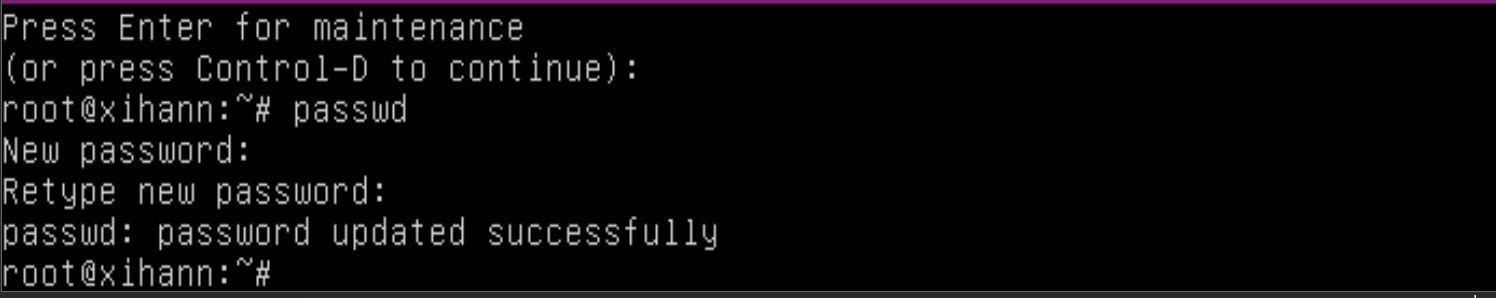 Press Enter for maintenance
(or press Control-D to continue):
root@xihann:~# passwd
New password:
Retype new password:
passwd: password updated successfully
root@xihann:~#